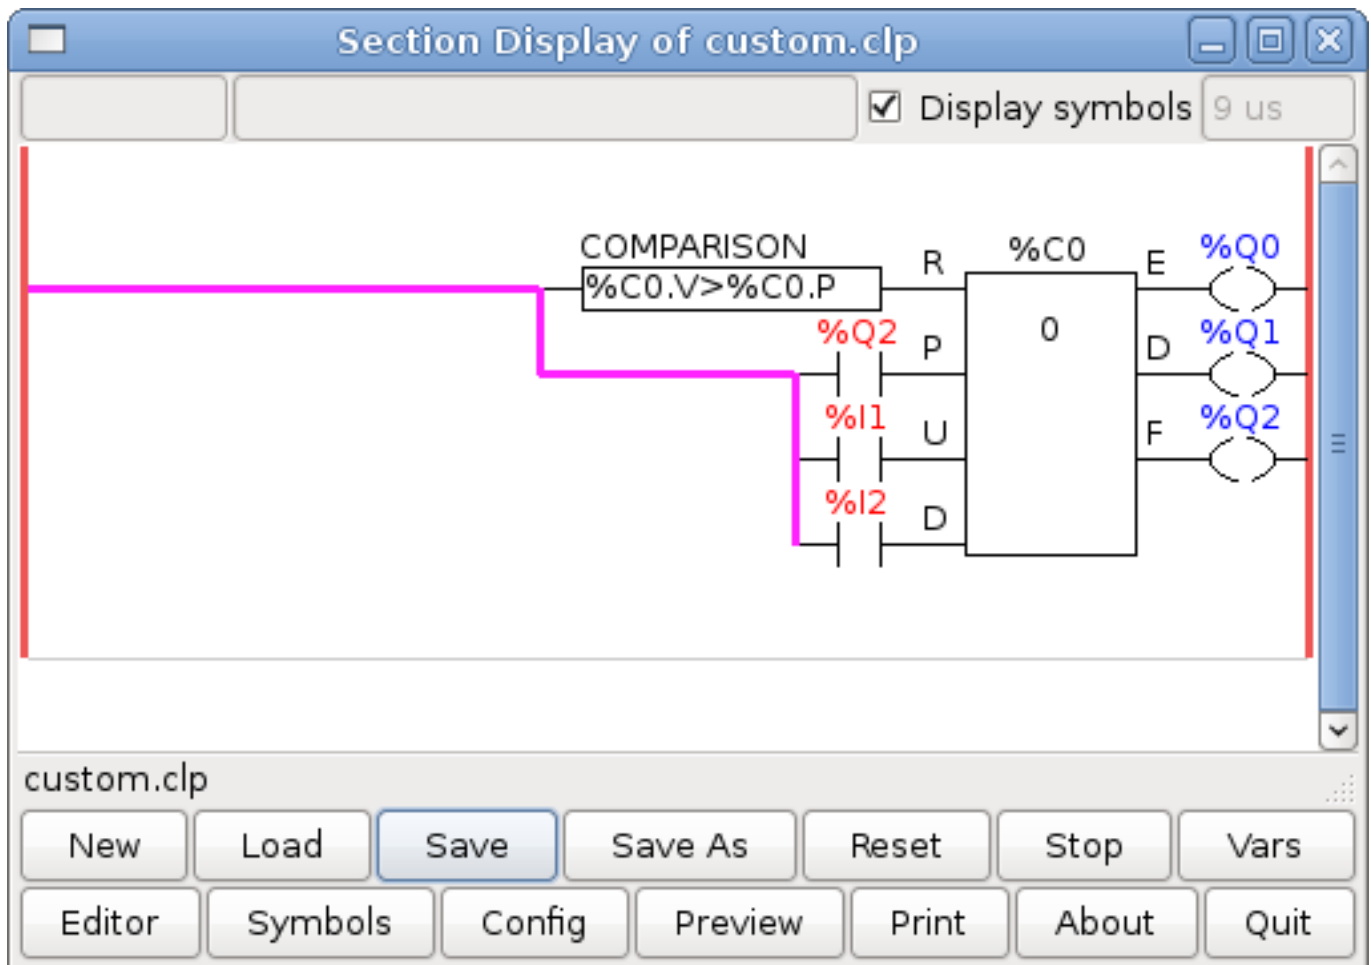 Section Display of custom.clp
Display symbols 9 us
COMPARISON R %C0 E %Q0
%C0.V>%C0.P
%Q2 P 0 D %Q1
%I1 U F %Q2
%I2 D
custom.clp
New Load Save Save As Reset Stop Vars
Editor Symbols Config Preview Print About Quit